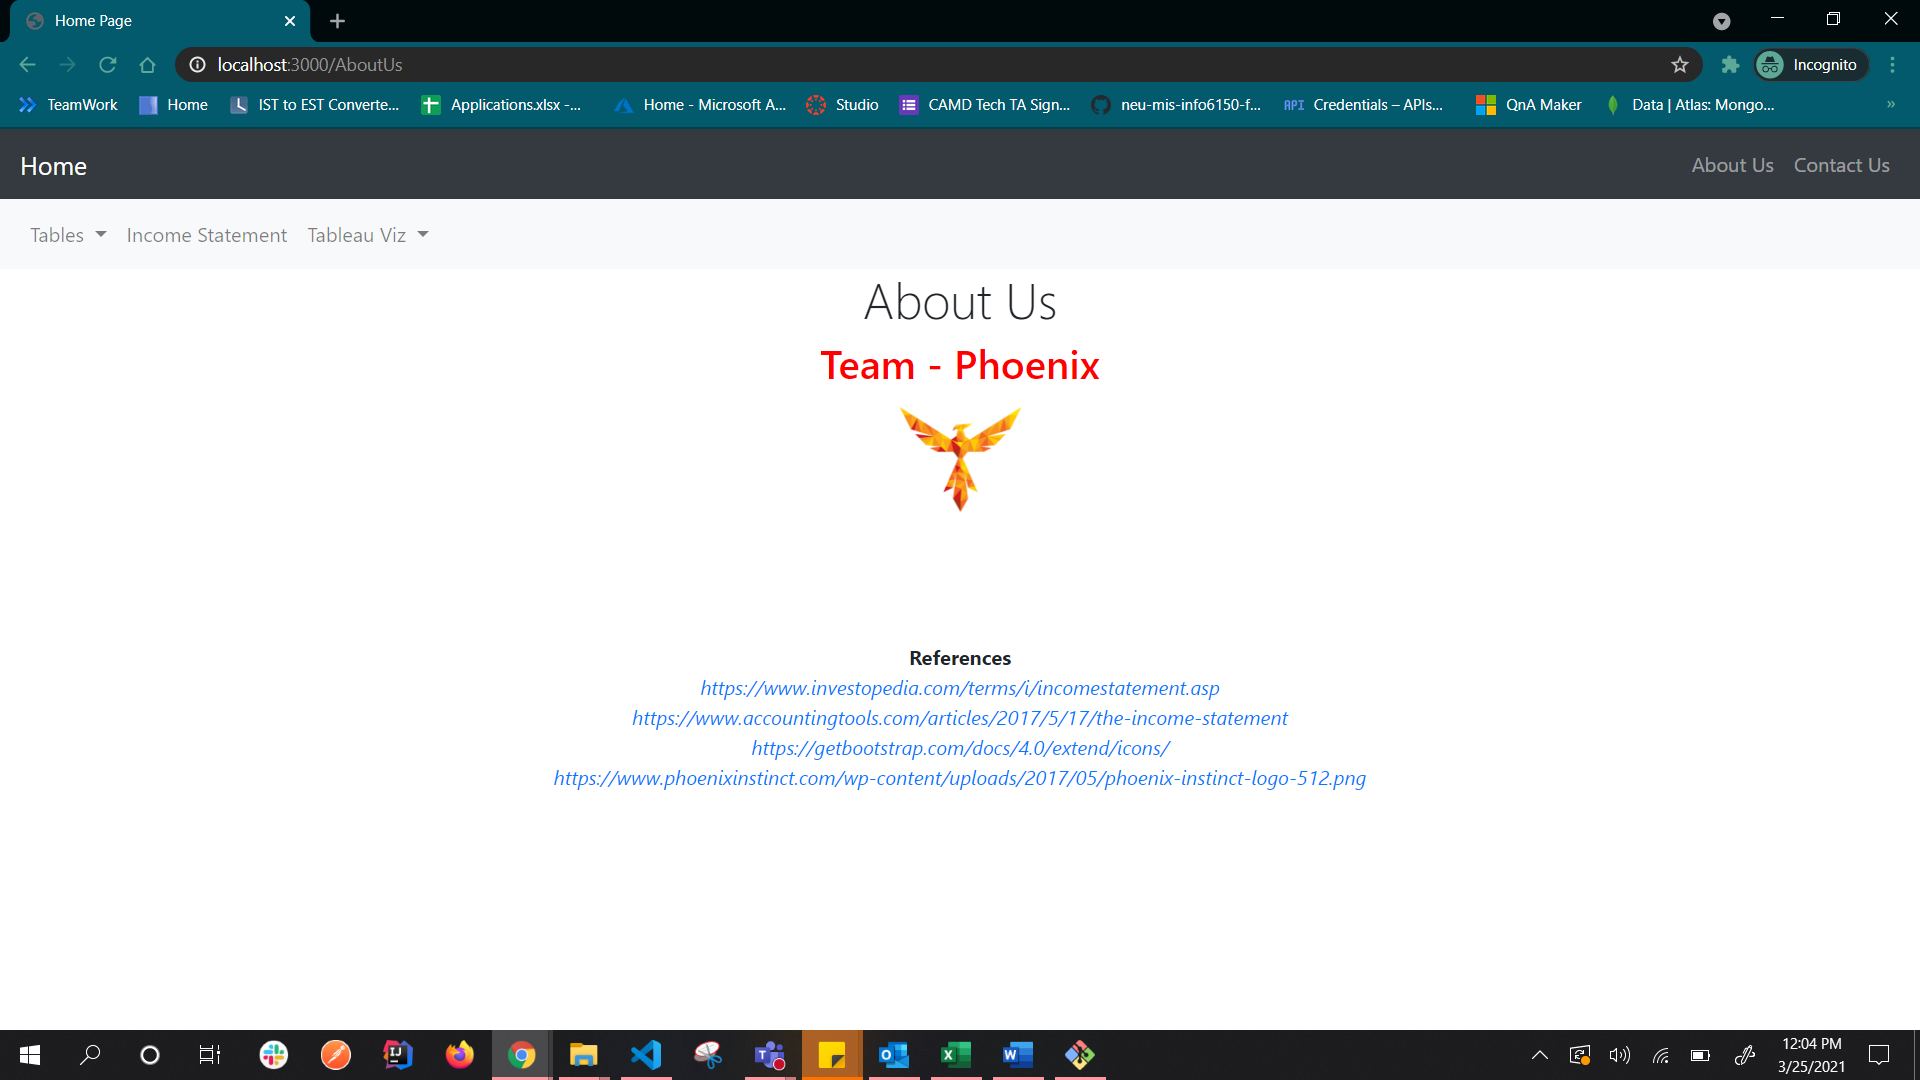 Home Page
localhost:3000/AboutUs
Incognito
TeamWork
Home
IST to EST Converte...
Applications.xlsx -...
Home - Microsoft A...
Studio
CAMD Tech TA Sign...
neu-mis-info6150-f...
API
Credentials – APIs...
QnA Maker
Data | Atlas: Mongo...
»
Home
About Us
Contact Us
Tables
Income Statement
Tableau Viz
About Us
Team - Phoenix
References
https://www.investopedia.com/terms/i/incomestatement.asp
https://www.accountingtools.com/articles/2017/5/17/the-income-statement
https://getbootstrap.com/docs/4.0/extend/icons/
https://www.phoenixinstinct.com/wp-content/uploads/2017/05/phoenix-instinct-logo-512.png
12:04 PM
3/25/2021